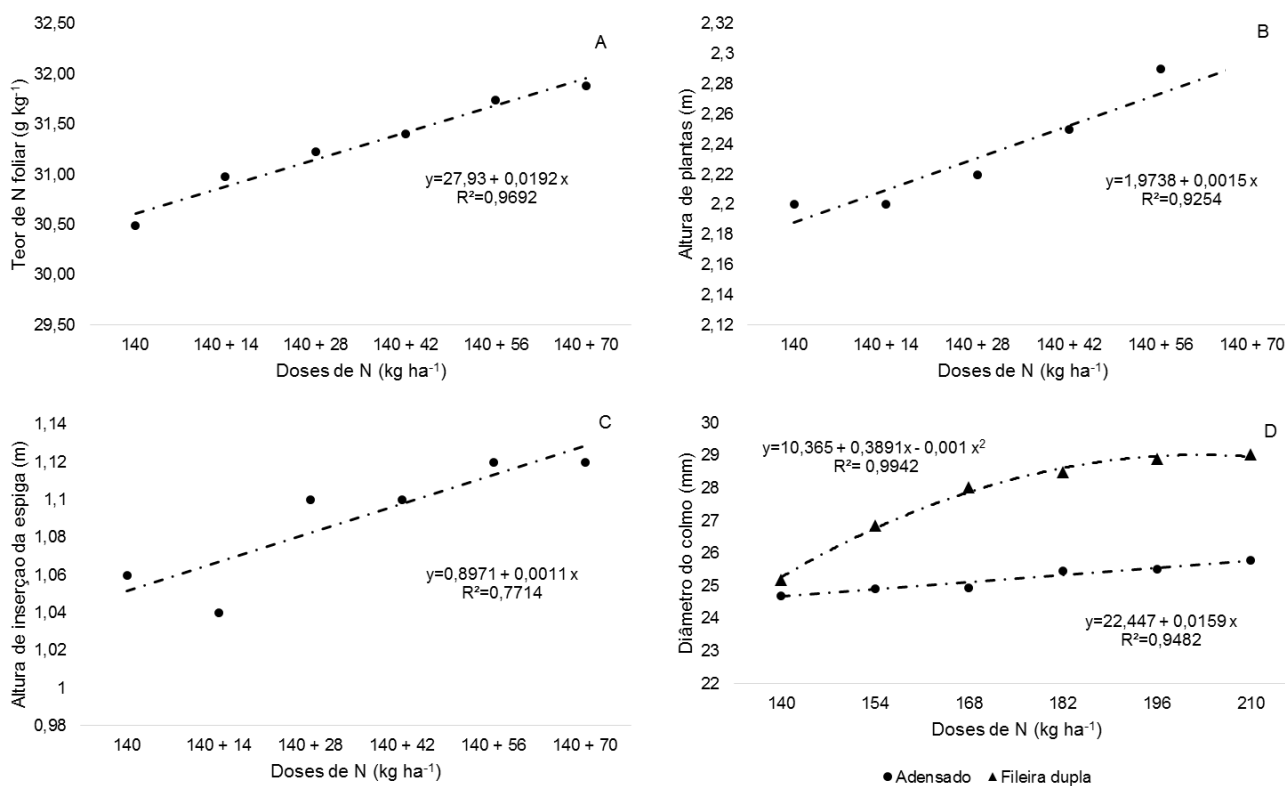 A
Teor de N foliar (g kg⁻¹)
32,50
32,00
31,50
31,00
30,50
30,00
29,50
y=27,93 + 0,0192 x
R²=0,9692
140 140 + 14 140 + 28 140 + 42 140 + 56 140 + 70
Doses de N (kg ha⁻¹)
B
Altura de plantas (m)
2,32
2,3
2,28
2,26
2,24
2,22
2,20
2,18
2,16
2,14
2,12
y=1,9738 + 0,0015 x
R²=0,9254
140 140 + 14 140 + 28 140 + 42 140 + 56 140 + 70
Doses de N (kg ha⁻¹)
C
Altura de inserçao da espiga (m)
1,14
1,12
1,1
1,08
1,06
1,04
1,02
1
0,98
y=0,8971 + 0,0011 x
R²=0,7714
140 140 + 14 140 + 28 140 + 42 140 + 56 140 + 70
Doses de N (kg ha⁻¹)
D
Diâmetro do colmo (mm)
30
29
28
27
26
25
24
23
22
y=10,365 + 0,3891x - 0,001 x²
R²= 0,9942
y=22,447 + 0,0159 x
R²=0,9482
140 154 168 182 196 210
Doses de N (kg ha⁻¹)
Adensado Fileira dupla